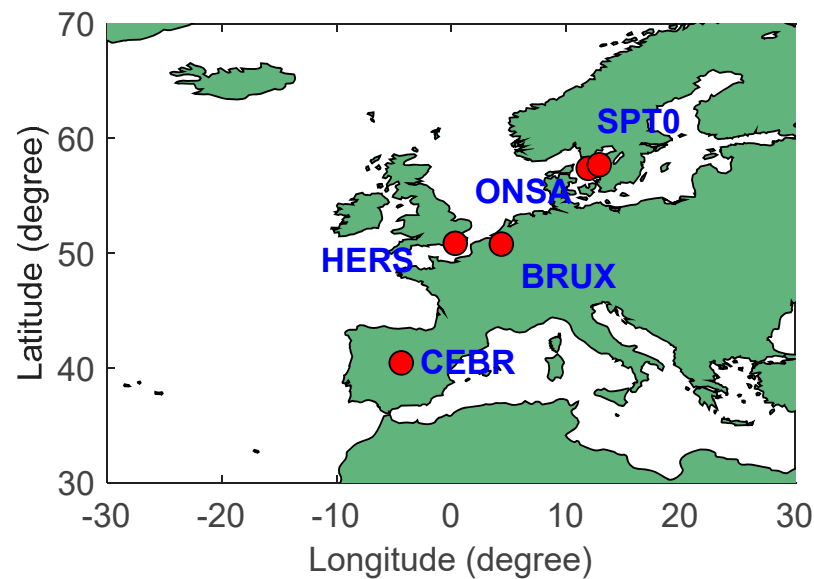 70
60
50
40
30
Latitude (degree)
SPT0
ONSA
HERS
BRUX
CEBR
-30 -20 -10 0 10 20 30
Longitude (degree)